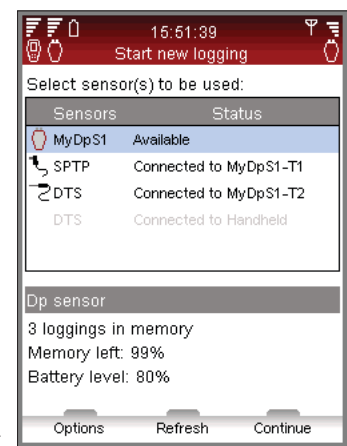 15:51:39
Start new logging
Select sensor(s) to be used:
Sensors Status
MyDpS1 Available
SPTP Connected to MyDpS1-T1
DTS Connected to MyDpS1-T2
DTS Connected to Handheld
Dp sensor
3 loggings in memory
Memory left: 99%
Battery level: 80%
Options Refresh Continue